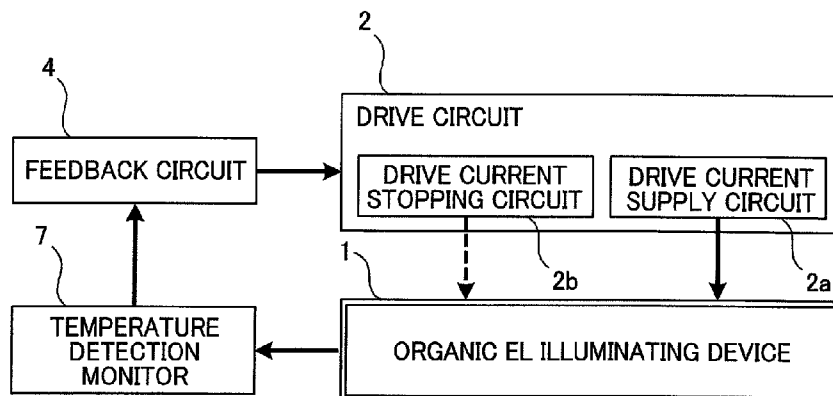 2
4
DRIVE CIRCUIT
FEEDBACK CIRCUIT
DRIVE CURRENT
STOPPING CIRCUIT
DRIVE CURRENT
SUPPLY CIRCUIT
7
1
2b
2a
TEMPERATURE
DETECTION
MONITOR
ORGANIC EL ILLUMINATING DEVICE